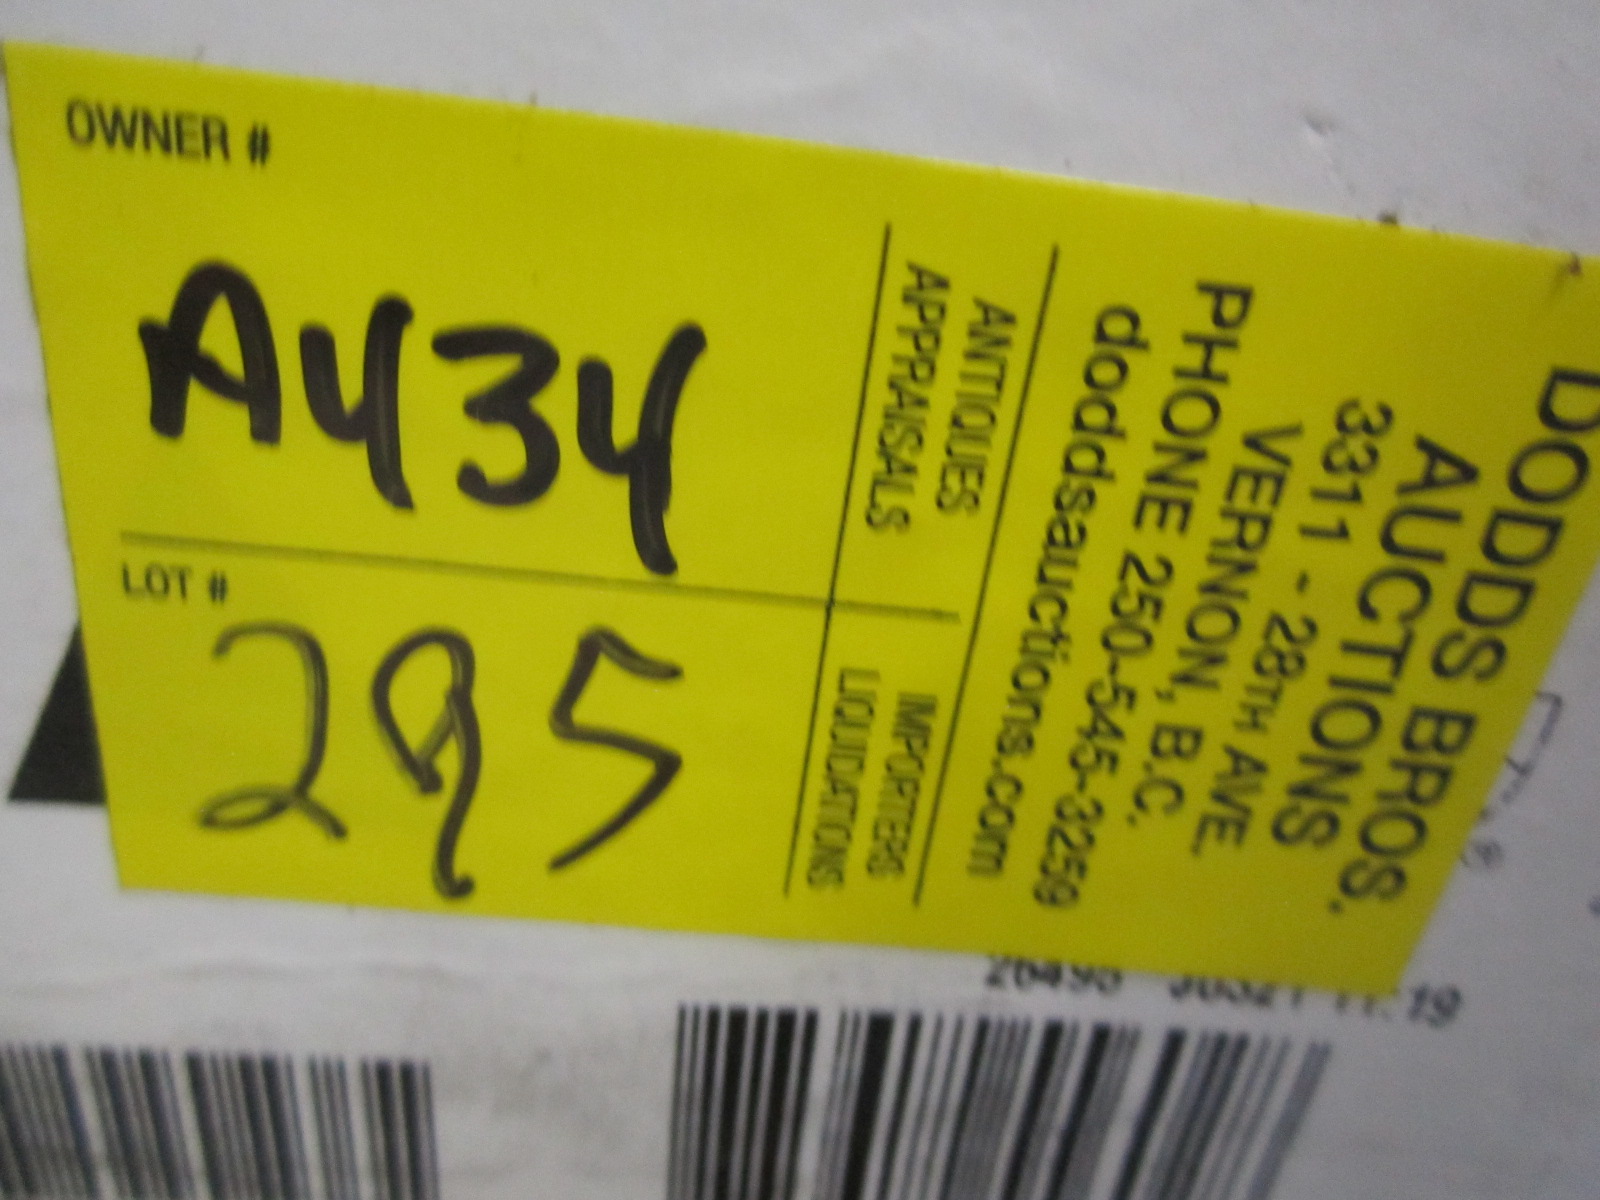 OWNER #
A434
LOT #
295
DODDS BROS.
AUCTIONS
3311 - 28TH AVE.
VERNON, B.C.
PHONE 250-545-3259
doddsauctions.com
ANTIQUES
APPRAISALS
IMPORTERS
LIQUIDATIONS